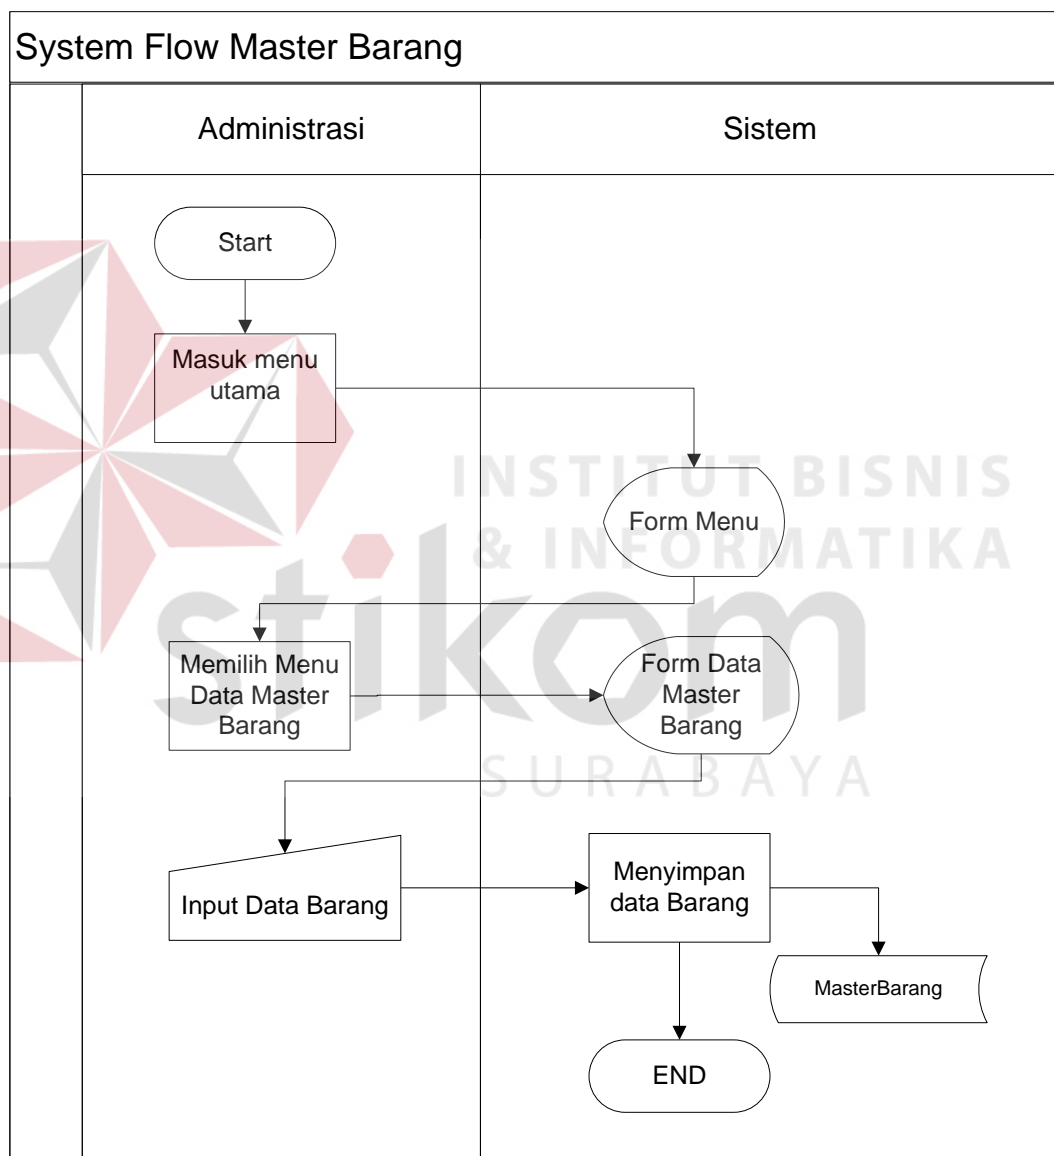 System Flow Master Barang
Administrasi
Sistem
Start
Masuk menu
utama
INSTITUT BISNIS
Form Menu
& INFORMATIKA
stikom
Memilih Menu
Data Master
Barang
Form Data
Master
Barang
SURABAYA
Input Data Barang
Menyimpan
data Barang
MasterBarang
END